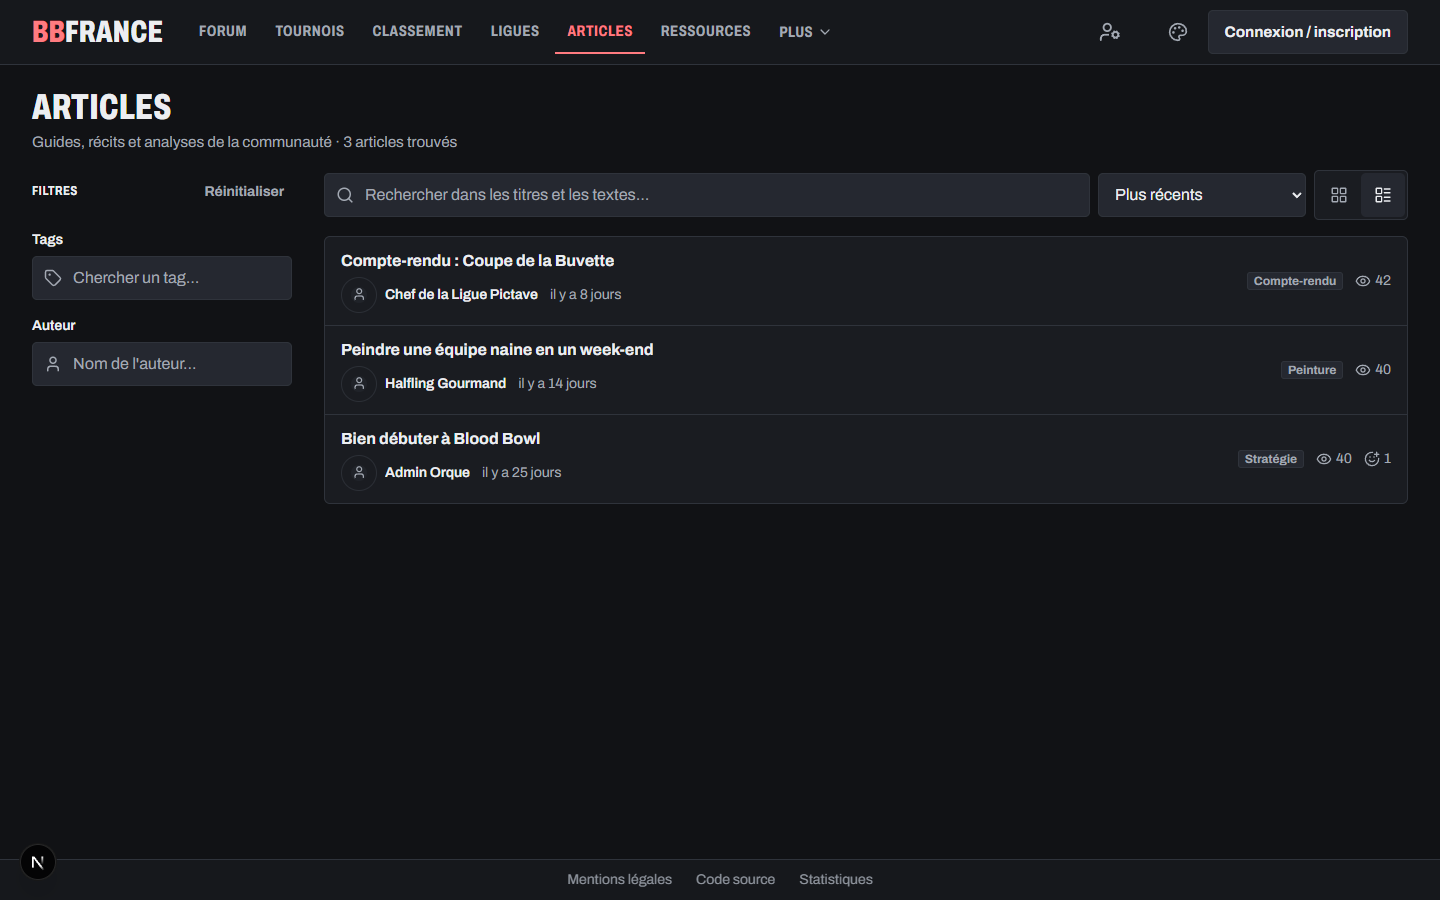 BBFRANCE FORUM TOURNOIS CLASSEMENT LIGUES ARTICLES RESSOURCES PLUS Connexion / inscription
ARTICLES
Guides, récits et analyses de la communauté · 3 articles trouvés
FILTRES Réinitialiser
Tags
Chercher un tag...
Auteur
Nom de l'auteur...
Rechercher dans les titres et les textes... Plus récents
Compte-rendu : Coupe de la Buvette
Chef de la Ligue Pictave il y a 8 jours
Compte-rendu 42
Peindre une équipe naine en un week-end
Halfling Gourmand il y a 14 jours
Peinture 40
Bien débuter à Blood Bowl
Admin Orque il y a 25 jours
Stratégie 40 1
N
Mentions légales Code source Statistiques